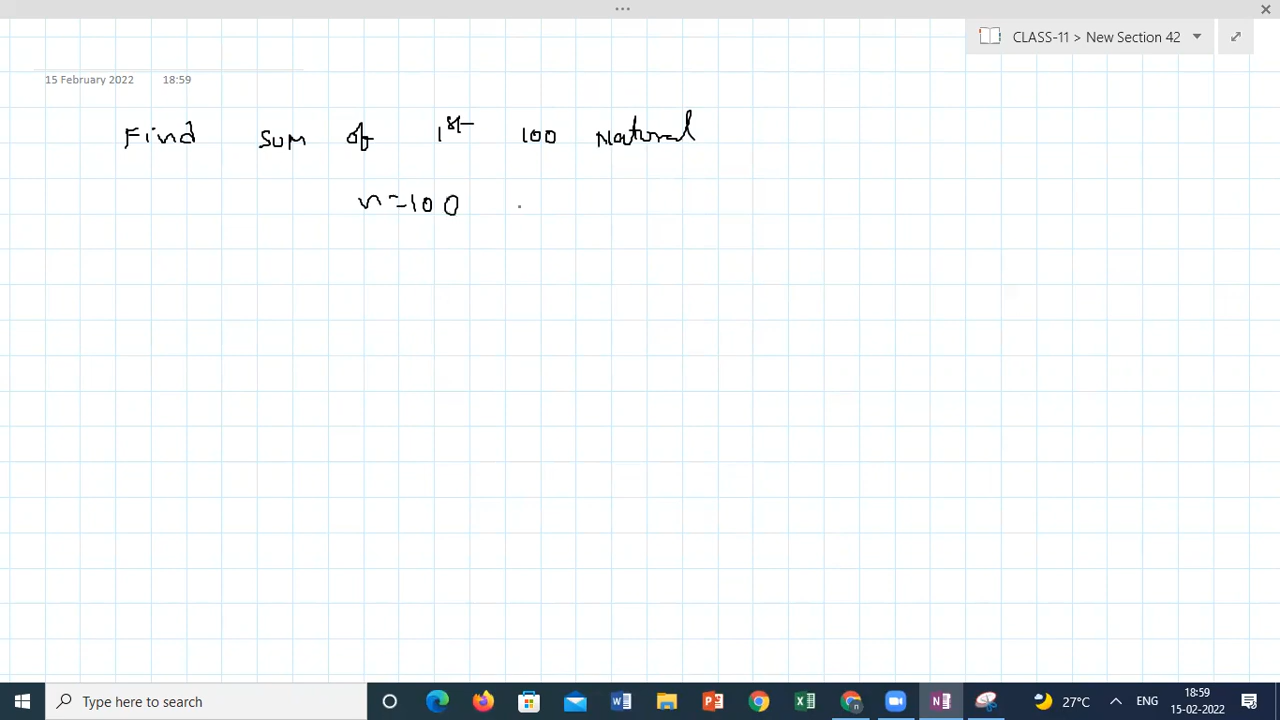 CLASS-11 > New Section 42
15 February 2022 18:59
Find sum of 1st 100 Natural
n=100
Type here to search
27°C ENG 18:59
15-02-2022